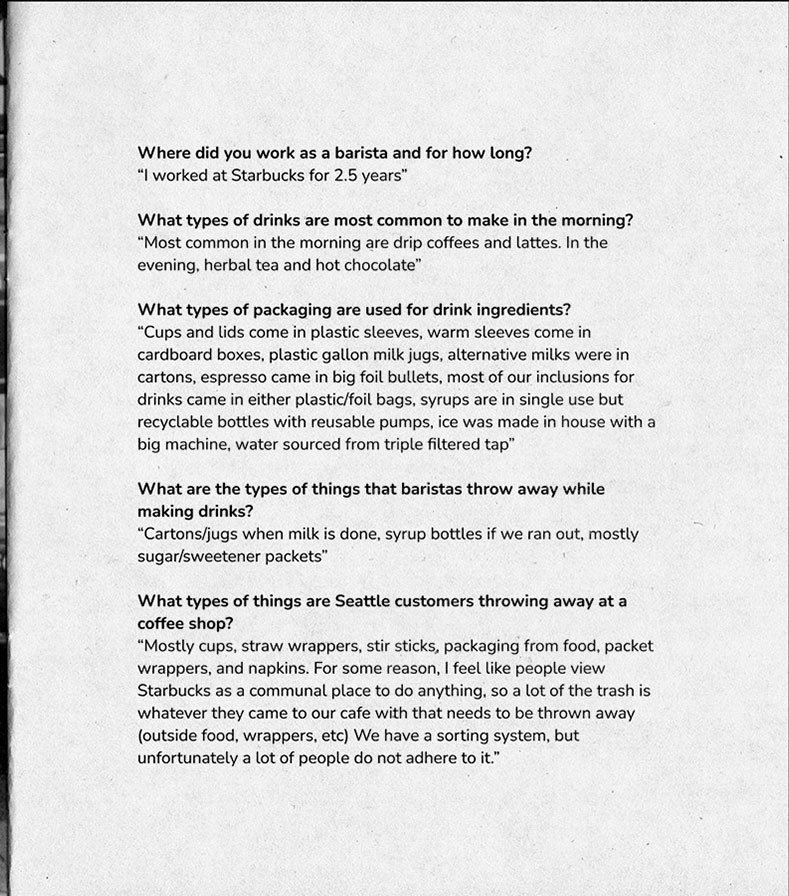 Where did you work as a barista and for how long?
“I worked at Starbucks for 2.5 years”
What types of drinks are most common to make in the morning?
“Most common in the morning are drip coffees and lattes. In the
evening, herbal tea and hot chocolate”
What types of packaging are used for drink ingredients?
“Cups and lids come in plastic sleeves, warm sleeves come in
cardboard boxes, plastic gallon milk jugs, alternative milks were in
cartons, espresso came in big foil bullets, most of our inclusions for
drinks came in either plastic/foil bags, syrups are in single use but
recyclable bottles with reusable pumps, ice was made in house with a
big machine, water sourced from triple filtered tap”
What are the types of things that baristas throw away while
making drinks?
“Cartons/jugs when milk is done, syrup bottles if we ran out, mostly
sugar/sweetener packets”
What types of things are Seattle customers throwing away at a
coffee shop?
“Mostly cups, straw wrappers, stir sticks, packaging from food, packet
wrappers, and napkins. For some reason, I feel like people view
Starbucks as a communal place to do anything, so a lot of the trash is
whatever they came to our cafe with that needs to be thrown away
(outside food, wrappers, etc) We have a sorting system, but
unfortunately a lot of people do not adhere to it.”